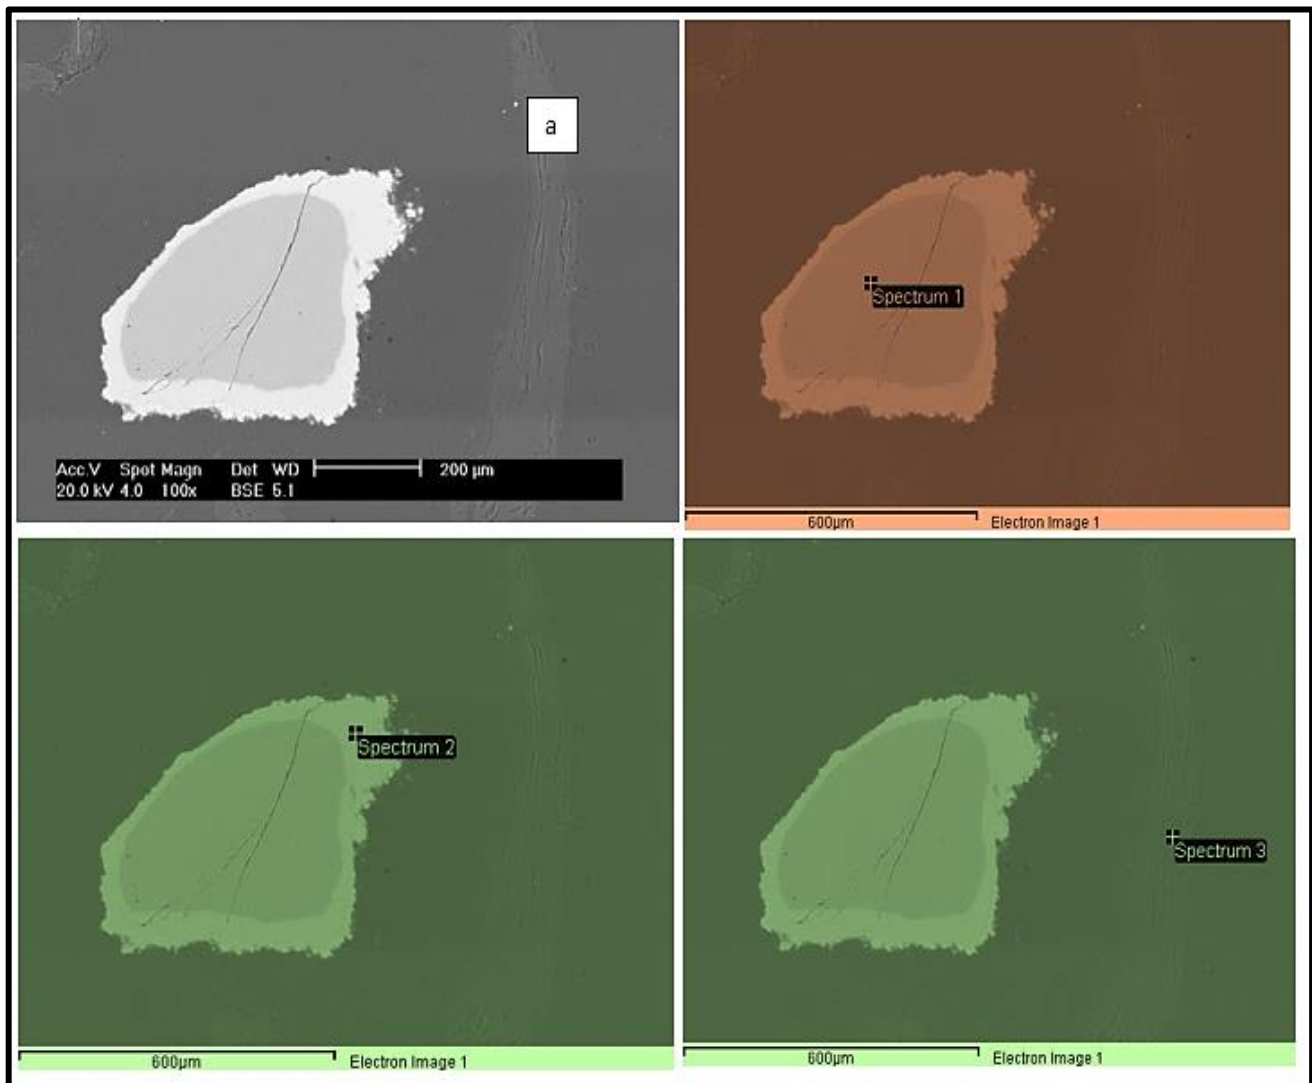 a
Acc.V Spot Magn Det WD 200 µm
20.0 kV 4.0 100x BSE 5.1
Spectrum 1
600µm Electron Image 1
Spectrum 2
600µm Electron Image 1
Spectrum 3
600µm Electron Image 1